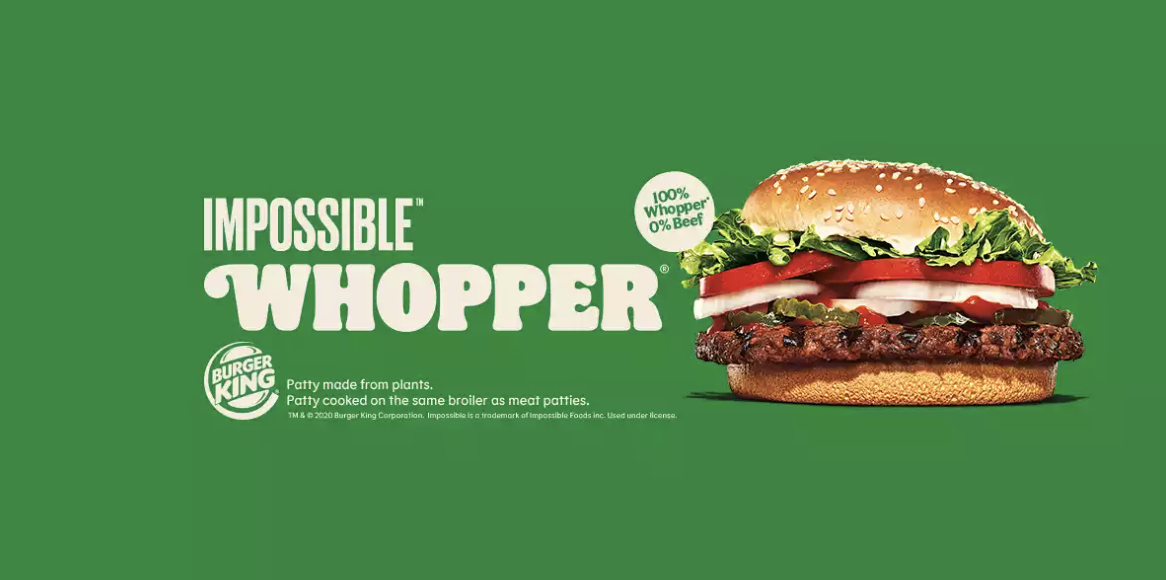 IMPOSSIBLE™
WHOPPER®
100%
Whopper*
0% Beef
BURGER
KING®
Patty made from plants.
Patty cooked on the same broiler as meat patties.
TM & © 2020 Burger King Corporation. Impossible is a trademark of Impossible Foods Inc. Used under license.